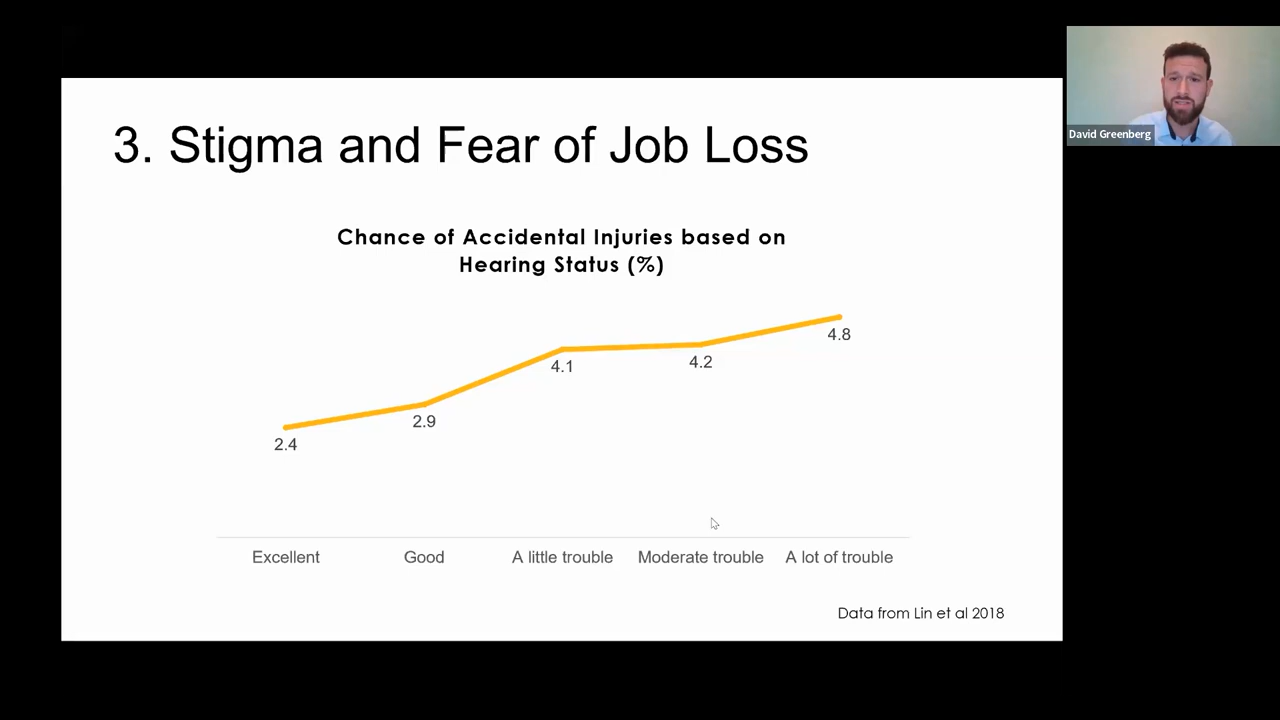 3. Stigma and Fear of Job Loss
David Greenberg
Chance of Accidental Injuries based on
Hearing Status (%)
2.4
2.9
4.1
4.2
4.8
Excellent
Good
A little trouble
Moderate trouble
A lot of trouble
Data from Lin et al 2018